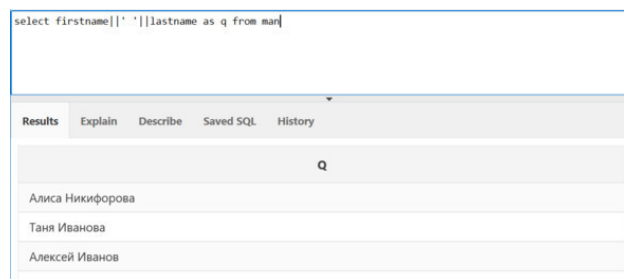 select firstname||' '||lastname as q from man
Results Explain Describe Saved SQL History
Q
Алиса Никифорова
Таня Иванова
Алексей Иванов